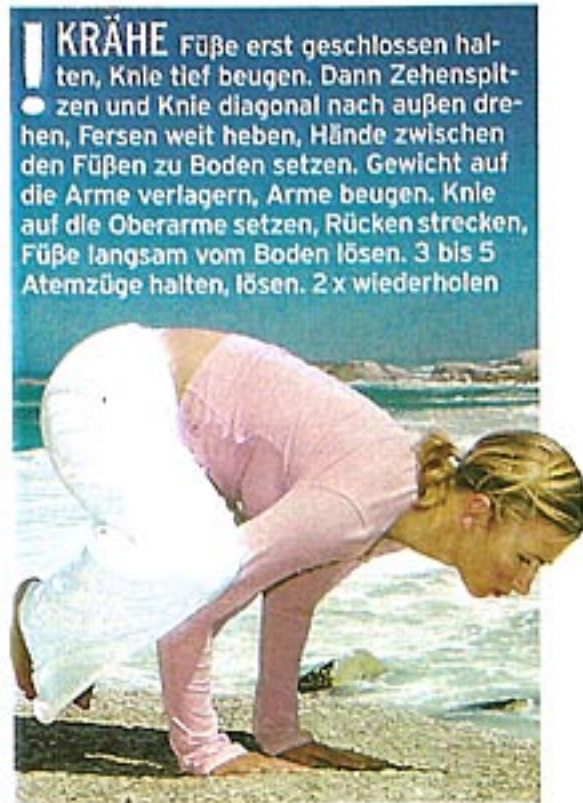 ! KRÄHE Füße erst geschlossen hal-
ten, Knie tief beugen. Dann Zehenspit-
zen und Knie diagonal nach außen dre-
hen, Fersen weit heben, Hände zwischen
den Füßen zu Boden setzen. Gewicht auf
die Arme verlagern, Arme beugen. Knie
auf die Oberarme setzen, Rücken strecken,
Füße langsam vom Boden lösen. 3 bis 5
Atemzüge halten, lösen. 2 x wiederholen